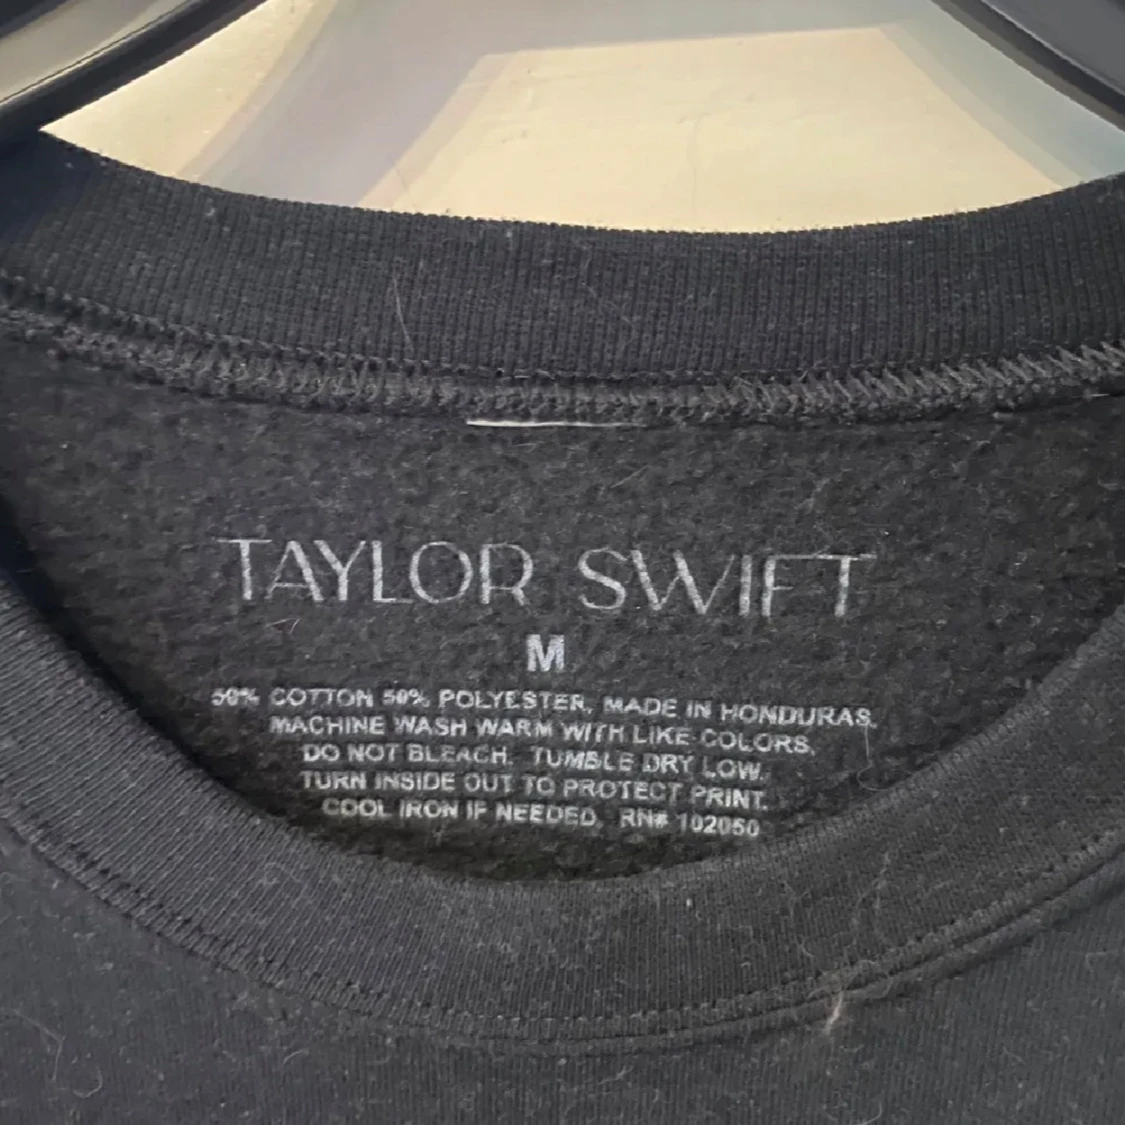 TAYLOR SWIFT
M
50% COTTON 50% POLYESTER, MADE IN HONDURAS.
MACHINE WASH WARM WITH LIKE COLORS.
DO NOT BLEACH. TUMBLE DRY LOW.
TURN INSIDE OUT TO PROTECT PRINT.
COOL IRON IF NEEDED. RN# 102050